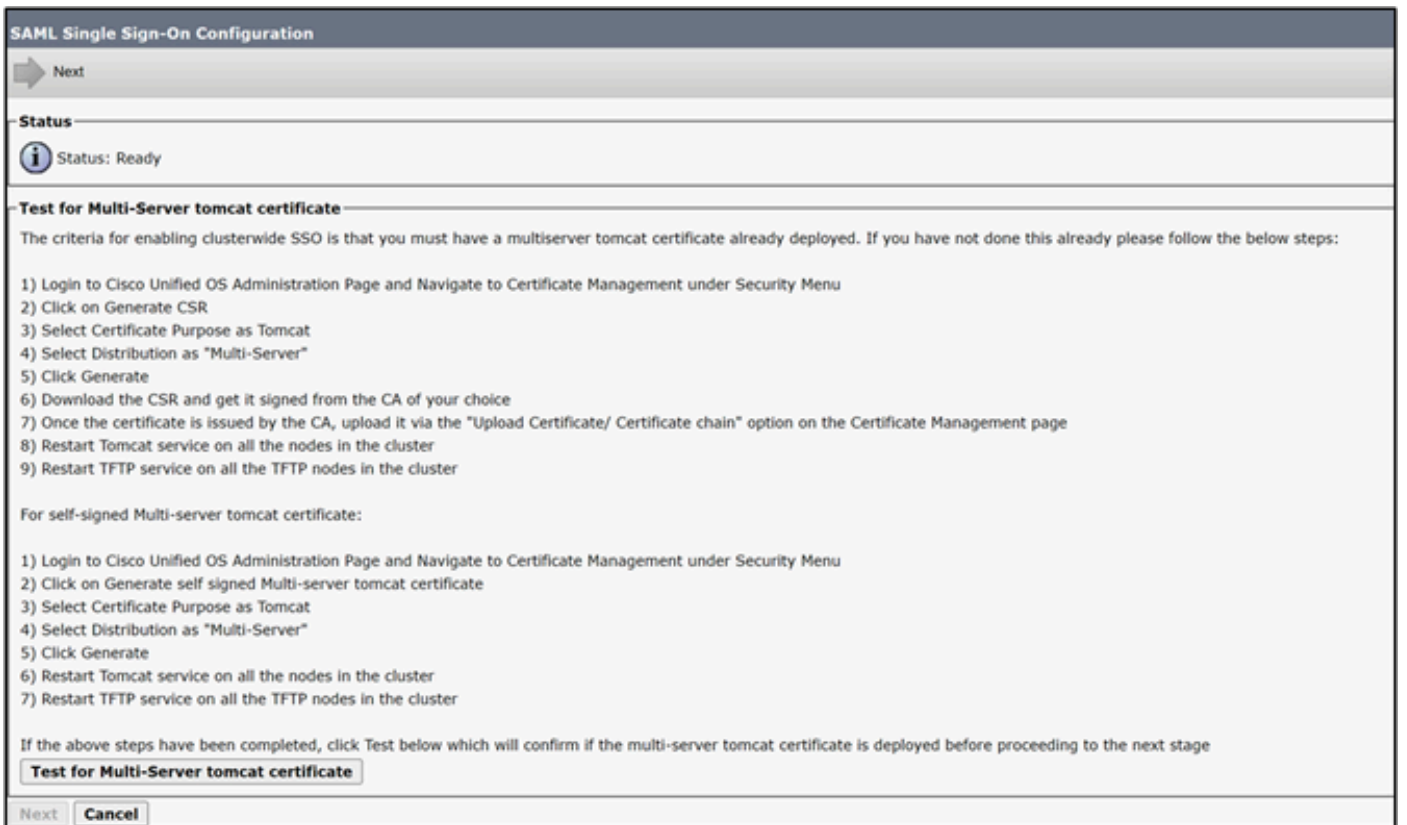 SAML Single Sign-On Configuration
Next
Status
Status: Ready
Test for Multi-Server tomcat certificate
The criteria for enabling clusterwide SSO is that you must have a multiserver tomcat certificate already deployed. If you have not done this already please follow the below steps:
1) Login to Cisco Unified OS Administration Page and Navigate to Certificate Management under Security Menu
2) Click on Generate CSR
3) Select Certificate Purpose as Tomcat
4) Select Distribution as "Multi-Server"
5) Click Generate
6) Download the CSR and get it signed from the CA of your choice
7) Once the certificate is issued by the CA, upload it via the "Upload Certificate/ Certificate chain" option on the Certificate Management page
8) Restart Tomcat service on all the nodes in the cluster
9) Restart TFTP service on all the TFTP nodes in the cluster
For self-signed Multi-server tomcat certificate:
1) Login to Cisco Unified OS Administration Page and Navigate to Certificate Management under Security Menu
2) Click on Generate self signed Multi-server tomcat certificate
3) Select Certificate Purpose as Tomcat
4) Select Distribution as "Multi-Server"
5) Click Generate
6) Restart Tomcat service on all the nodes in the cluster
7) Restart TFTP service on all the TFTP nodes in the cluster
If the above steps have been completed, click Test below which will confirm if the multi-server tomcat certificate is deployed before proceeding to the next stage
Test for Multi-Server tomcat certificate
Next Cancel